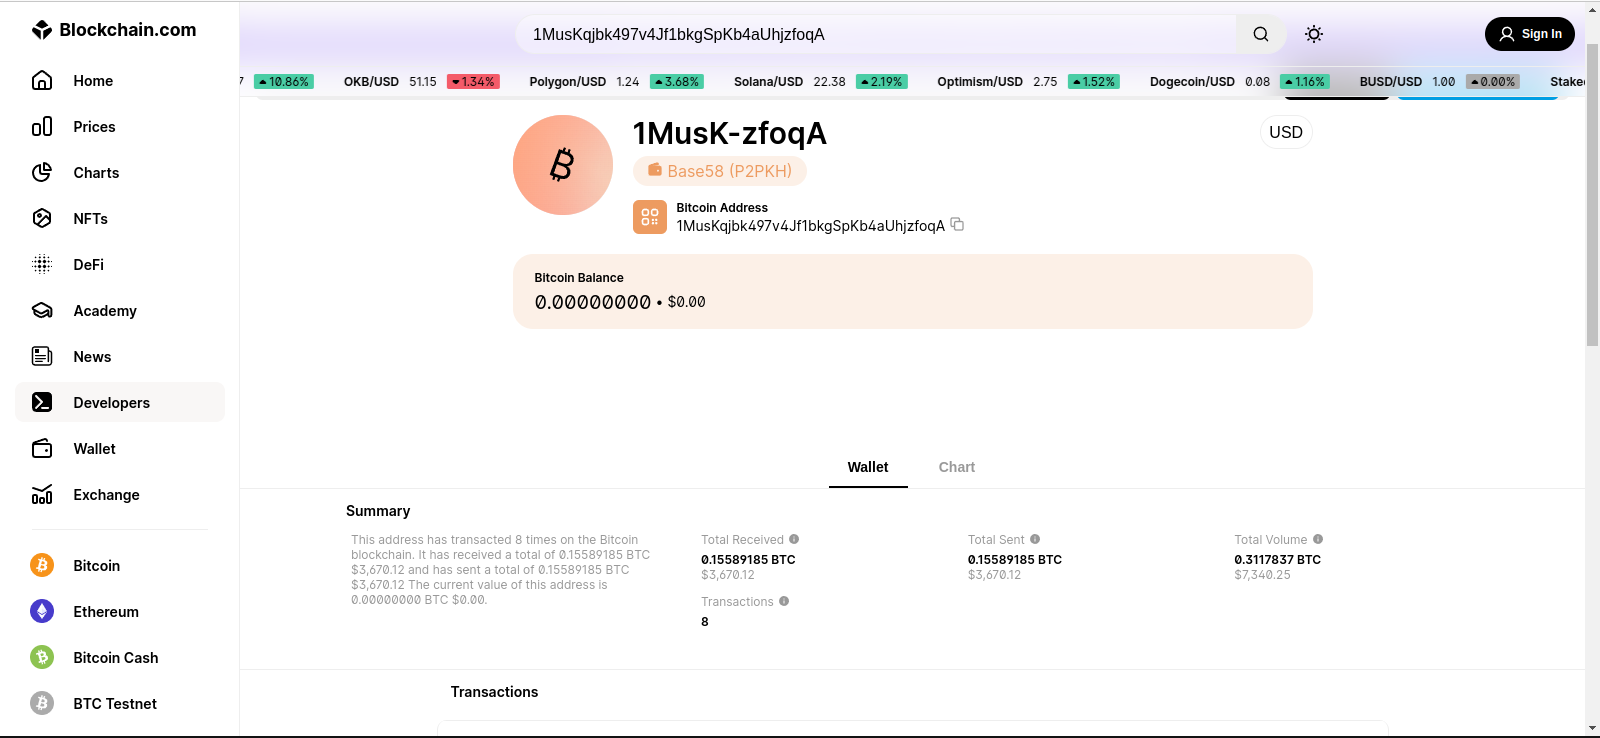 Blockchain.com
Home
Prices
Charts
NFTs
DeFi
Academy
News
Developers
Wallet
Exchange
Bitcoin
Ethereum
Bitcoin Cash
BTC Testnet
1MusKqjbk497v4Jf1bkgSpKb4aUhjzfoqA
Sign In
7 10.86% OKB/USD 51.15 1.34% Polygon/USD 1.24 3.68% Solana/USD 22.38 2.19% Optimism/USD 2.75 1.52% Dogecoin/USD 0.08 1.16% BUSD/USD 1.00 0.00% Stake
1MusK-zfoqA
USD
Base58 (P2PKH)
Bitcoin Address
1MusKqjbk497v4Jf1bkgSpKb4aUhjzfoqA
Bitcoin Balance
0.00000000 • $0.00
Wallet Chart
Summary
This address has transacted 8 times on the Bitcoin
blockchain. It has received a total of 0.15589185 BTC
$3,670.12 and has sent a total of 0.15589185 BTC
$3,670.12 The current value of this address is
0.00000000 BTC $0.00.
Total Received
0.15589185 BTC
$3,670.12
Total Sent
0.15589185 BTC
$3,670.12
Total Volume
0.3117837 BTC
$7,340.25
Transactions
8
Transactions